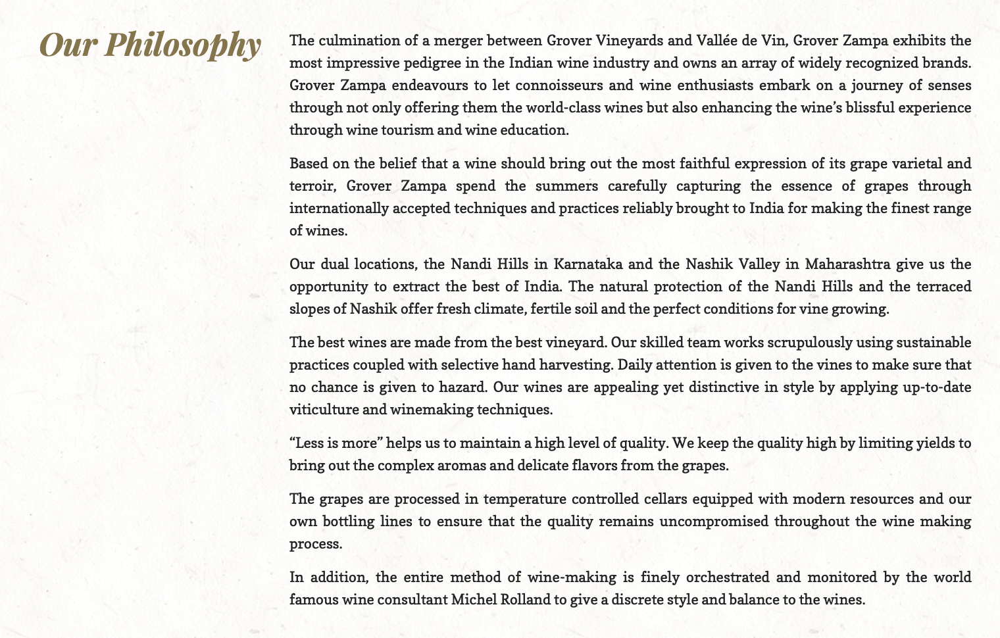 Our Philosophy
The culmination of a merger between Grover Vineyards and Vallée de Vin, Grover Zampa exhibits the
most impressive pedigree in the Indian wine industry and owns an array of widely recognized brands.
Grover Zampa endeavours to let connoisseurs and wine enthusiasts embark on a journey of senses
through not only offering them the world-class wines but also enhancing the wine’s blissful experience
through wine tourism and wine education.
Based on the belief that a wine should bring out the most faithful expression of its grape varietal and
terroir, Grover Zampa spend the summers carefully capturing the essence of grapes through
internationally accepted techniques and practices reliably brought to India for making the finest range
of wines.
Our dual locations, the Nandi Hills in Karnataka and the Nashik Valley in Maharashtra give us the
opportunity to extract the best of India. The natural protection of the Nandi Hills and the terraced
slopes of Nashik offer fresh climate, fertile soil and the perfect conditions for vine growing.
The best wines are made from the best vineyard. Our skilled team works scrupulously using sustainable
practices coupled with selective hand harvesting. Daily attention is given to the vines to make sure that
no chance is given to hazard. Our wines are appealing yet distinctive in style by applying up-to-date
viticulture and winemaking techniques.
“Less is more” helps us to maintain a high level of quality. We keep the quality high by limiting yields to
bring out the complex aromas and delicate flavors from the grapes.
The grapes are processed in temperature controlled cellars equipped with modern resources and our
own bottling lines to ensure that the quality remains uncompromised throughout the wine making
process.
In addition, the entire method of wine-making is finely orchestrated and monitored by the world
famous wine consultant Michel Rolland to give a discrete style and balance to the wines.